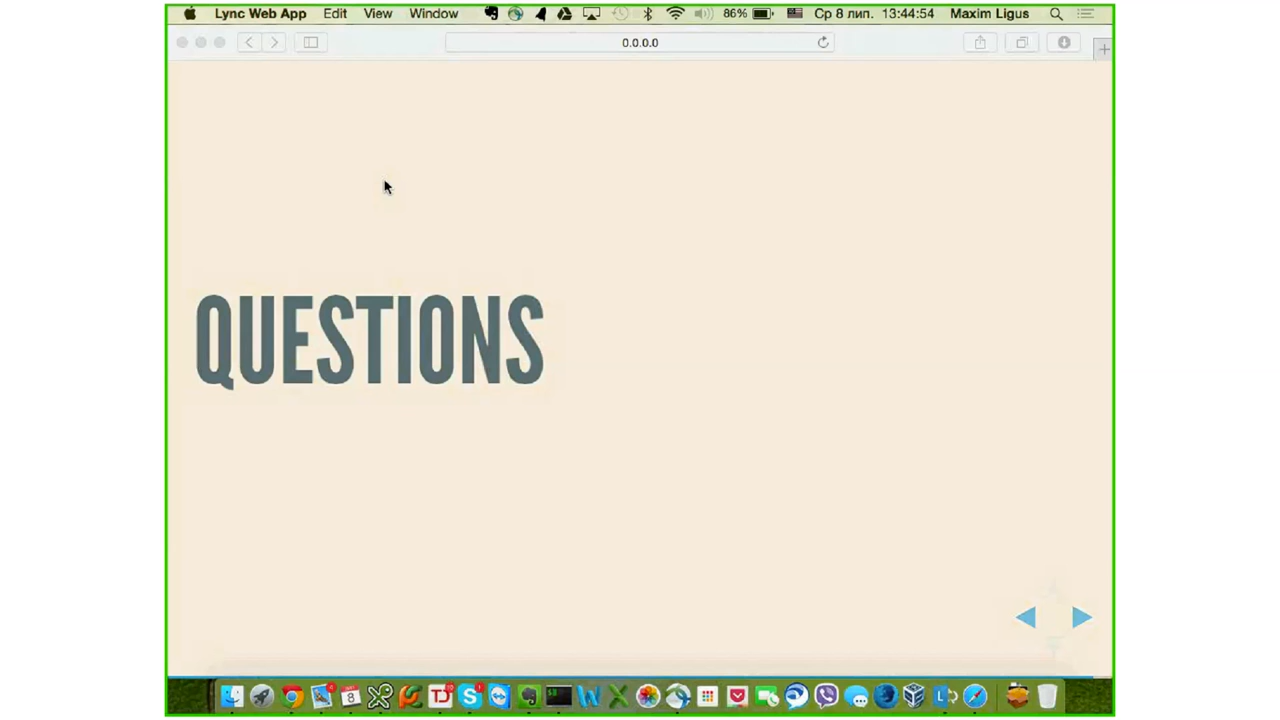 Lync Web App Edit View Window 86% Ср 8 лип. 13:44:54 Maxim Ligus
0.0.0.0
QUESTIONS